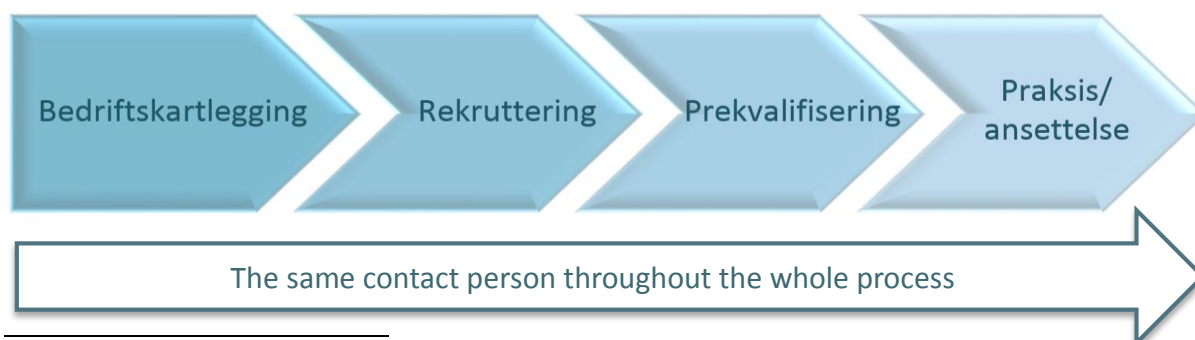 Bedriftskartlegging
Rekruttering
Prekvalifisering
Praksis/
ansettelse
The same contact person throughout the whole process